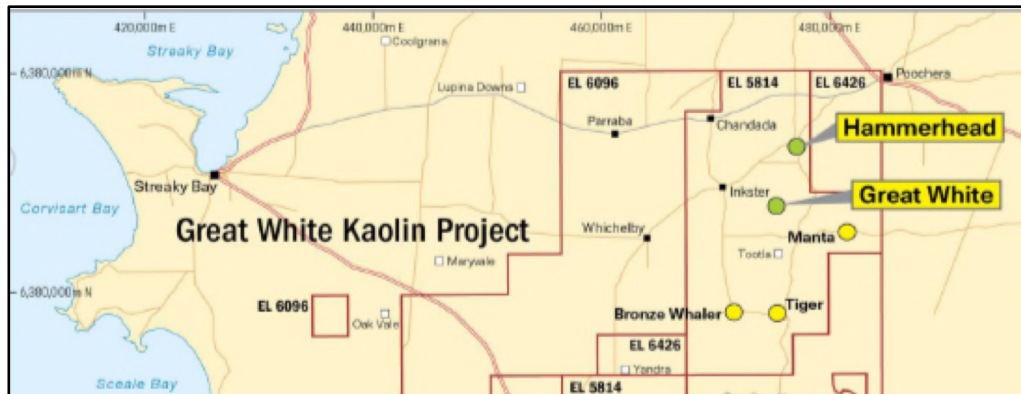 420,000m E
440,000m E
460,000m E
480,000m E
Streaky Bay
Coolgrana
6,380,000m N
EL 6096
EL 5814
EL 6426
Poochera
Lupina Downs
Parraba
Chandada
Hammerhead
Streaky Bay
Inkster
Great White
Corvisart Bay
Great White Kaolin Project
Whichelby
Manta
Maryvale
Tootla
6,380,000m N
EL 6096
Oak Vale
Bronze Whaler
Tiger
EL 6426
Yandra
Sceale Bay
EL 5814